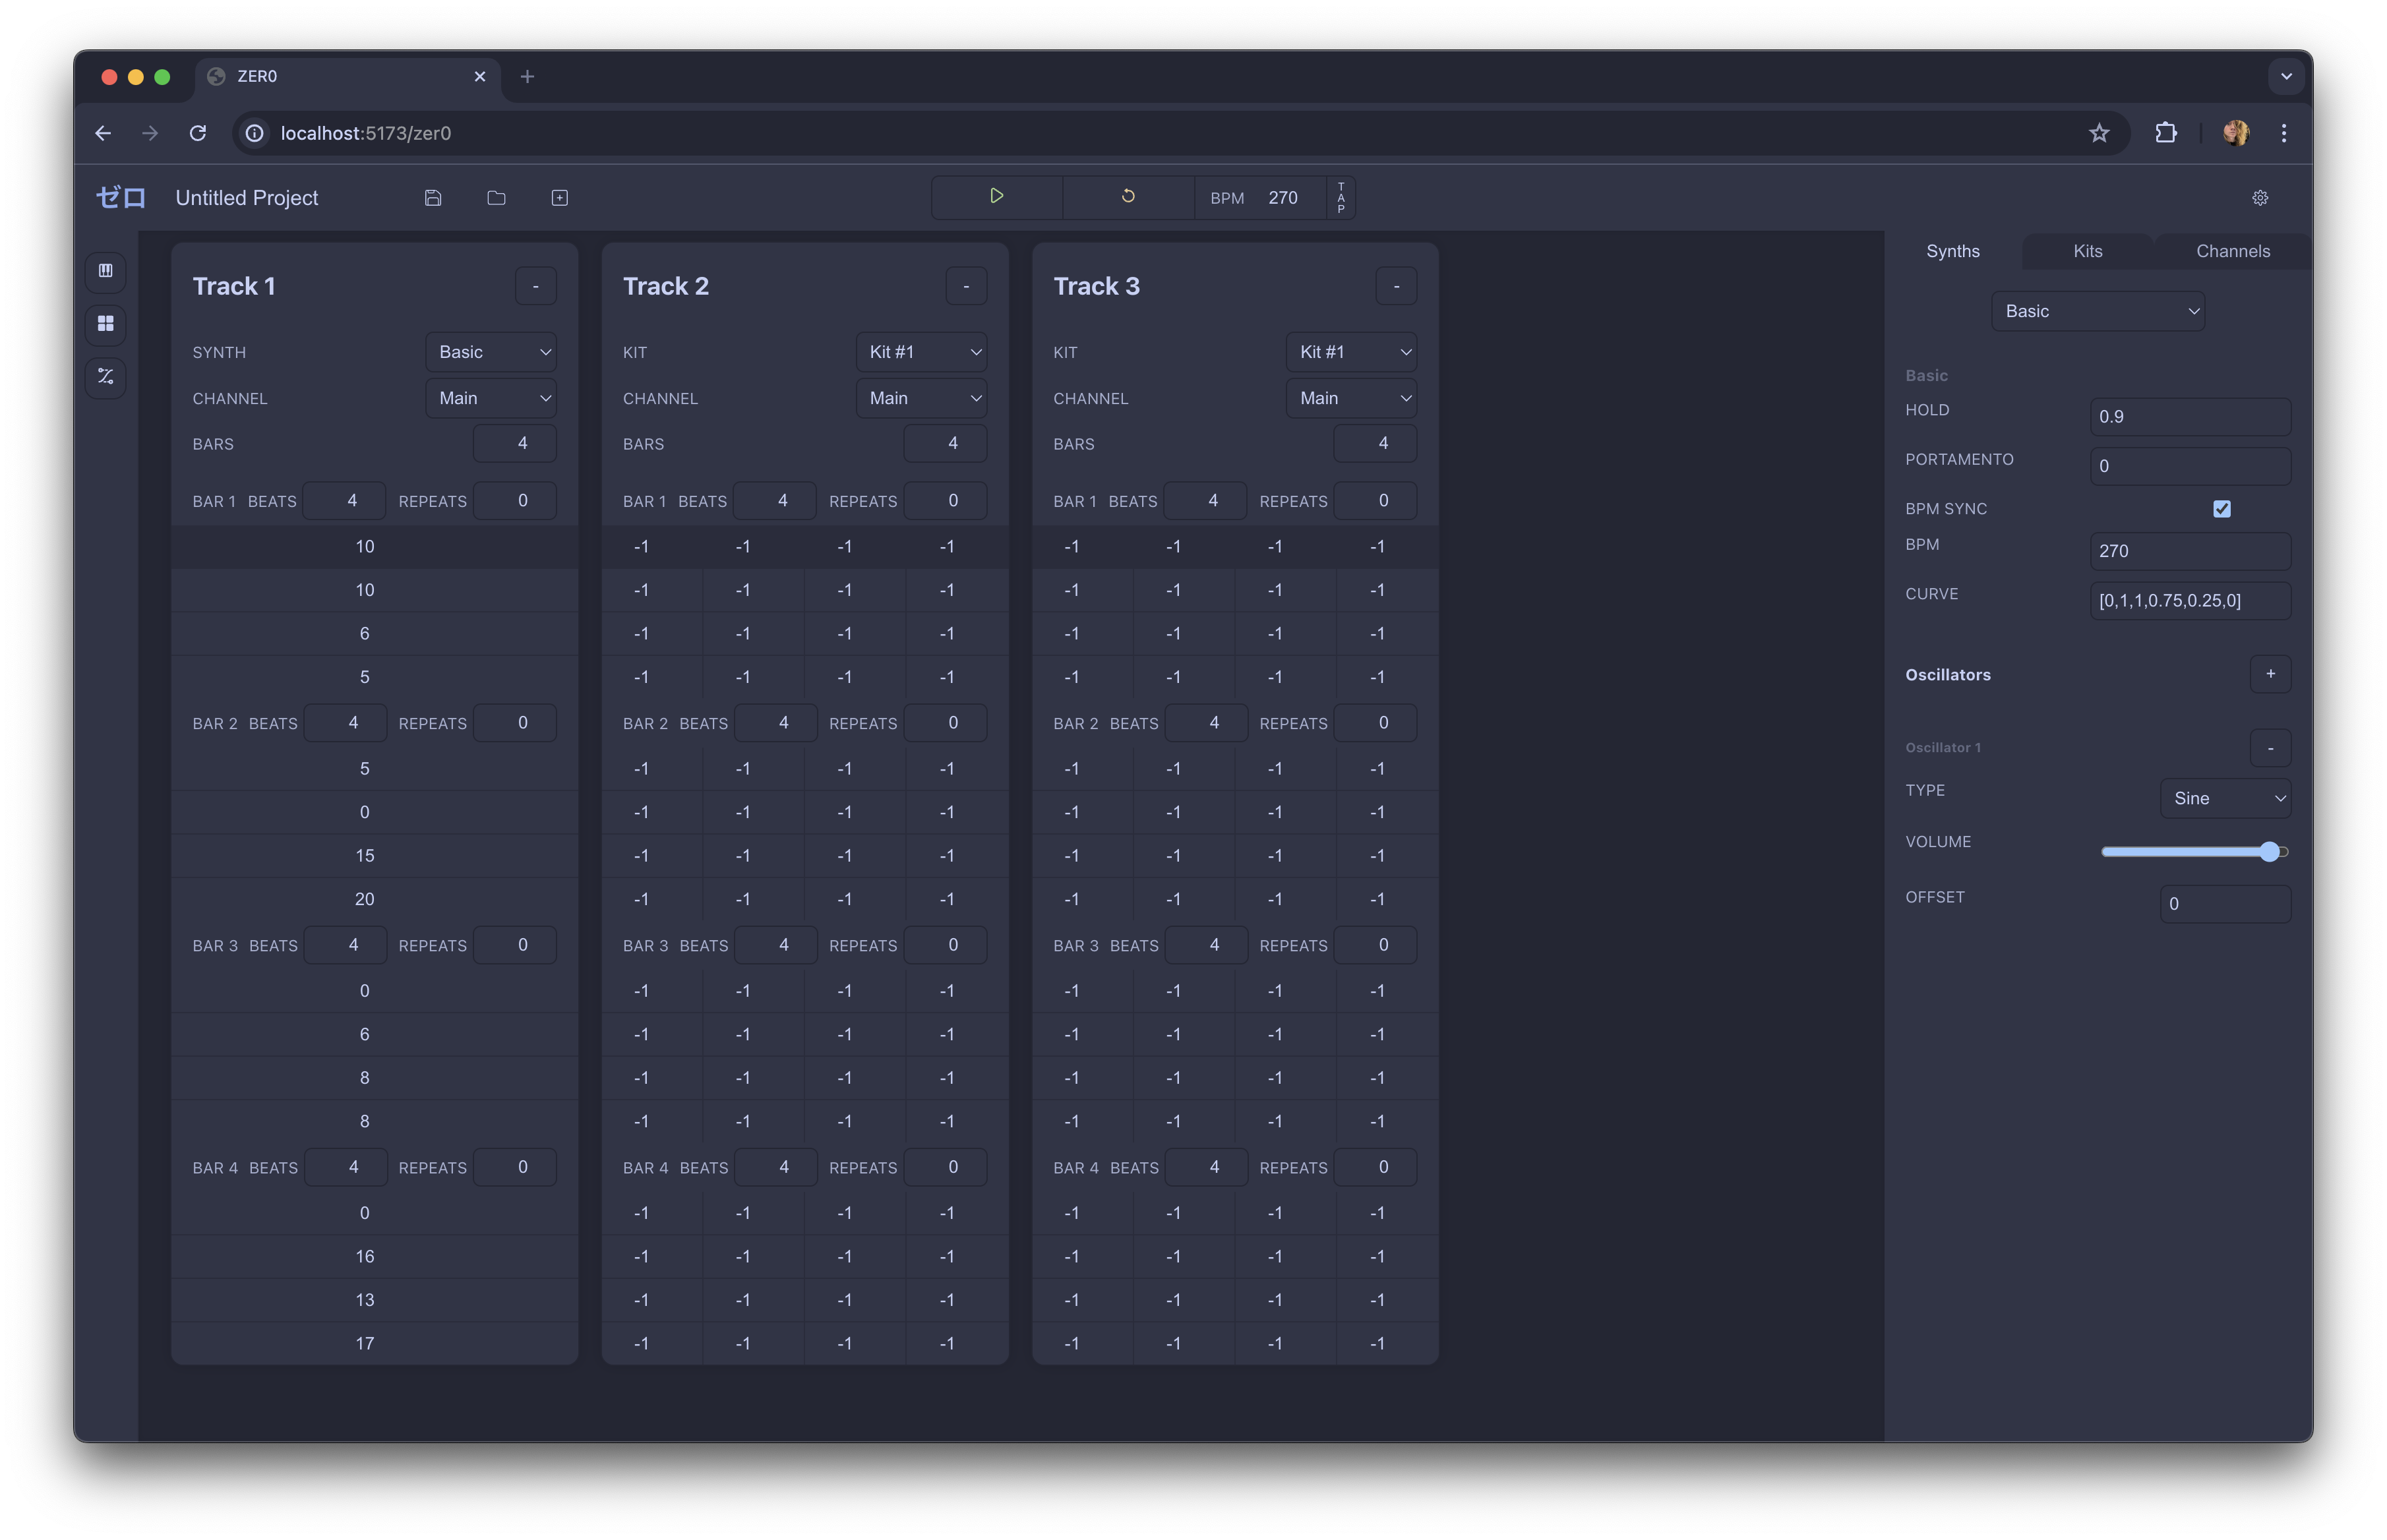 ZER0
localhost:5173/zer0
ゼロ Untitled Project BPM 270 TAP
Synths Kits Channels
Track 1 -
SYNTH Basic
CHANNEL Main
BARS 4
BAR 1 BEATS 4 REPEATS 0
10
10
6
5
BAR 2 BEATS 4 REPEATS 0
5
0
15
20
BAR 3 BEATS 4 REPEATS 0
0
6
8
8
BAR 4 BEATS 4 REPEATS 0
0
16
13
17
Track 2 -
KIT Kit #1
CHANNEL Main
BARS 4
BAR 1 BEATS 4 REPEATS 0
-1 -1 -1 -1
-1 -1 -1 -1
-1 -1 -1 -1
-1 -1 -1 -1
BAR 2 BEATS 4 REPEATS 0
-1 -1 -1 -1
-1 -1 -1 -1
-1 -1 -1 -1
-1 -1 -1 -1
BAR 3 BEATS 4 REPEATS 0
-1 -1 -1 -1
-1 -1 -1 -1
-1 -1 -1 -1
-1 -1 -1 -1
BAR 4 BEATS 4 REPEATS 0
-1 -1 -1 -1
-1 -1 -1 -1
-1 -1 -1 -1
-1 -1 -1 -1
Track 3 -
KIT Kit #1
CHANNEL Main
BARS 4
BAR 1 BEATS 4 REPEATS 0
-1 -1 -1 -1
-1 -1 -1 -1
-1 -1 -1 -1
-1 -1 -1 -1
BAR 2 BEATS 4 REPEATS 0
-1 -1 -1 -1
-1 -1 -1 -1
-1 -1 -1 -1
-1 -1 -1 -1
BAR 3 BEATS 4 REPEATS 0
-1 -1 -1 -1
-1 -1 -1 -1
-1 -1 -1 -1
-1 -1 -1 -1
BAR 4 BEATS 4 REPEATS 0
-1 -1 -1 -1
-1 -1 -1 -1
-1 -1 -1 -1
-1 -1 -1 -1
Basic
Basic
HOLD 0.9
PORTAMENTO 0
BPM SYNC
BPM 270
CURVE [0,1,1,0.75,0.25,0]
Oscillators +
Oscillator 1 -
TYPE Sine
VOLUME
OFFSET 0